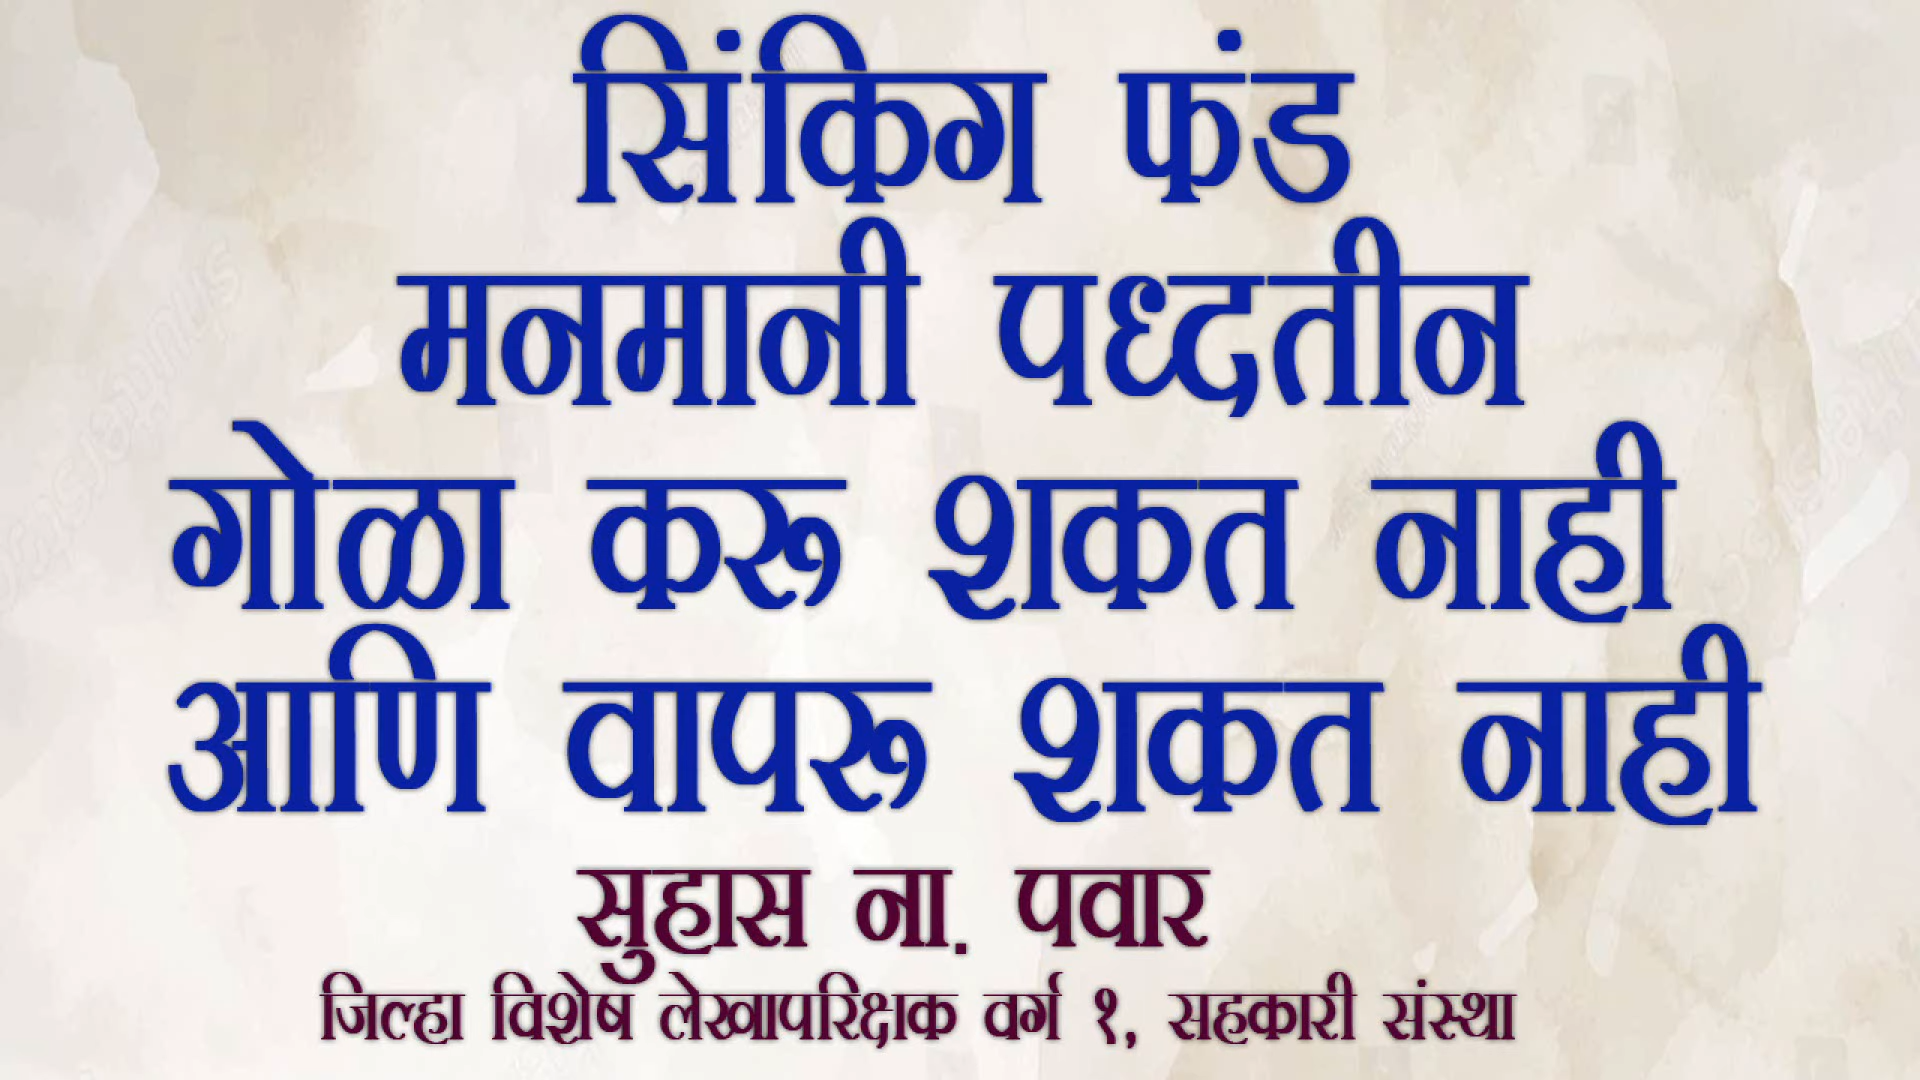 सिंकिग फंड
मनमानी पध्दतीन
गोळा करू शकत नाही
आणि वापरू शकत नाही
सुहास ना. पवार
जिल्हा विशेष लेखापरिक्षक वर्ग १, सहकारी संस्था